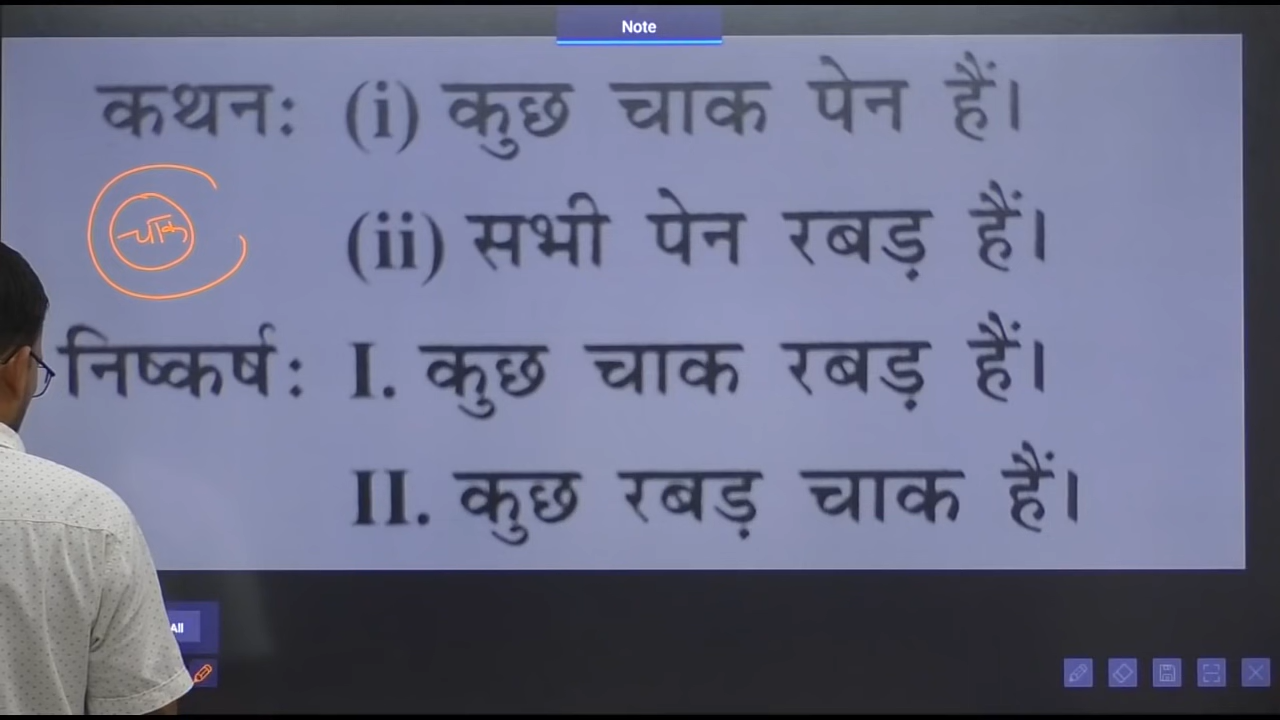 Note
कथन: (i) कुछ चाक पेन हैं।
चाक
(ii) सभी पेन रबड़ हैं।
निष्कर्ष: I. कुछ चाक रबड़ हैं।
II. कुछ रबड़ चाक हैं।
All